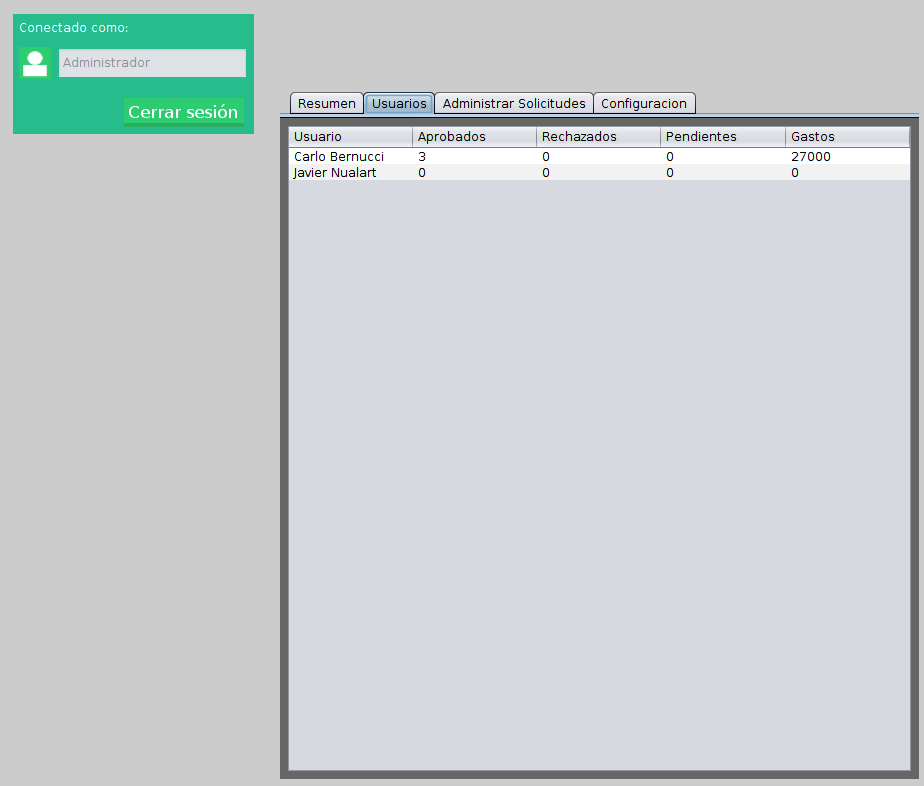 Conectado como:
Administrador
Cerrar sesión
Resumen Usuarios Administrar Solicitudes Configuracion
Usuario Aprobados Rechazados Pendientes Gastos
Carlo Bernucci 3 0 0 27000
Javier Nualart 0 0 0 0